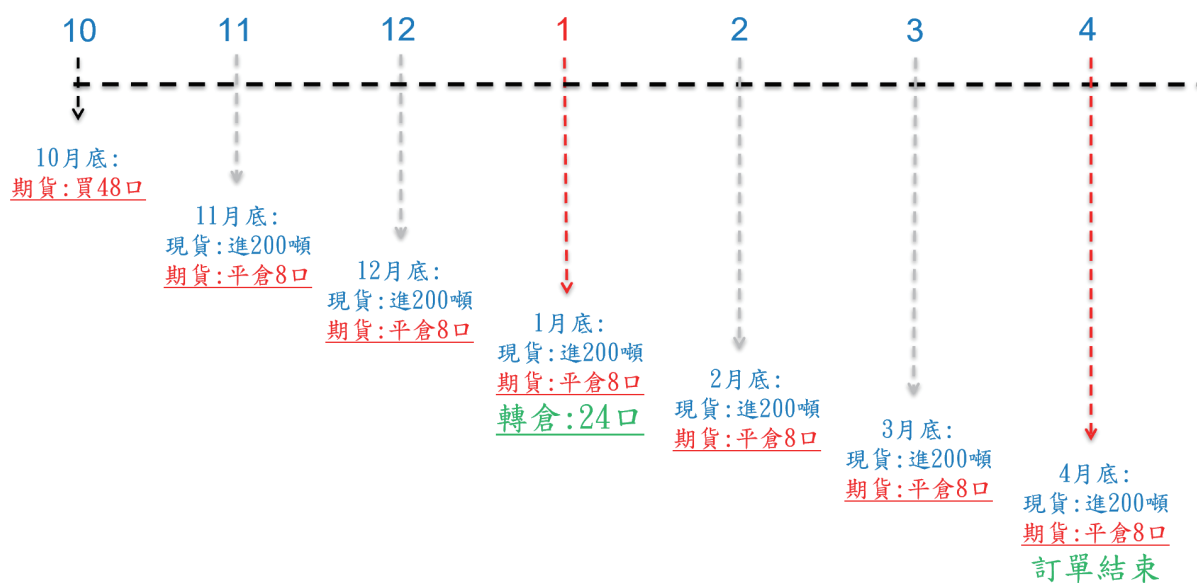 10
11
12
1
2
3
4
10月底:
期貨:買48口
11月底:
現貨:進200噸
期貨:平倉8口
12月底:
現貨:進200噸
期貨:平倉8口
1月底:
現貨:進200噸
期貨:平倉8口
轉倉:24口
2月底:
現貨:進200噸
期貨:平倉8口
3月底:
現貨:進200噸
期貨:平倉8口
4月底:
現貨:進200噸
期貨:平倉8口
訂單結束